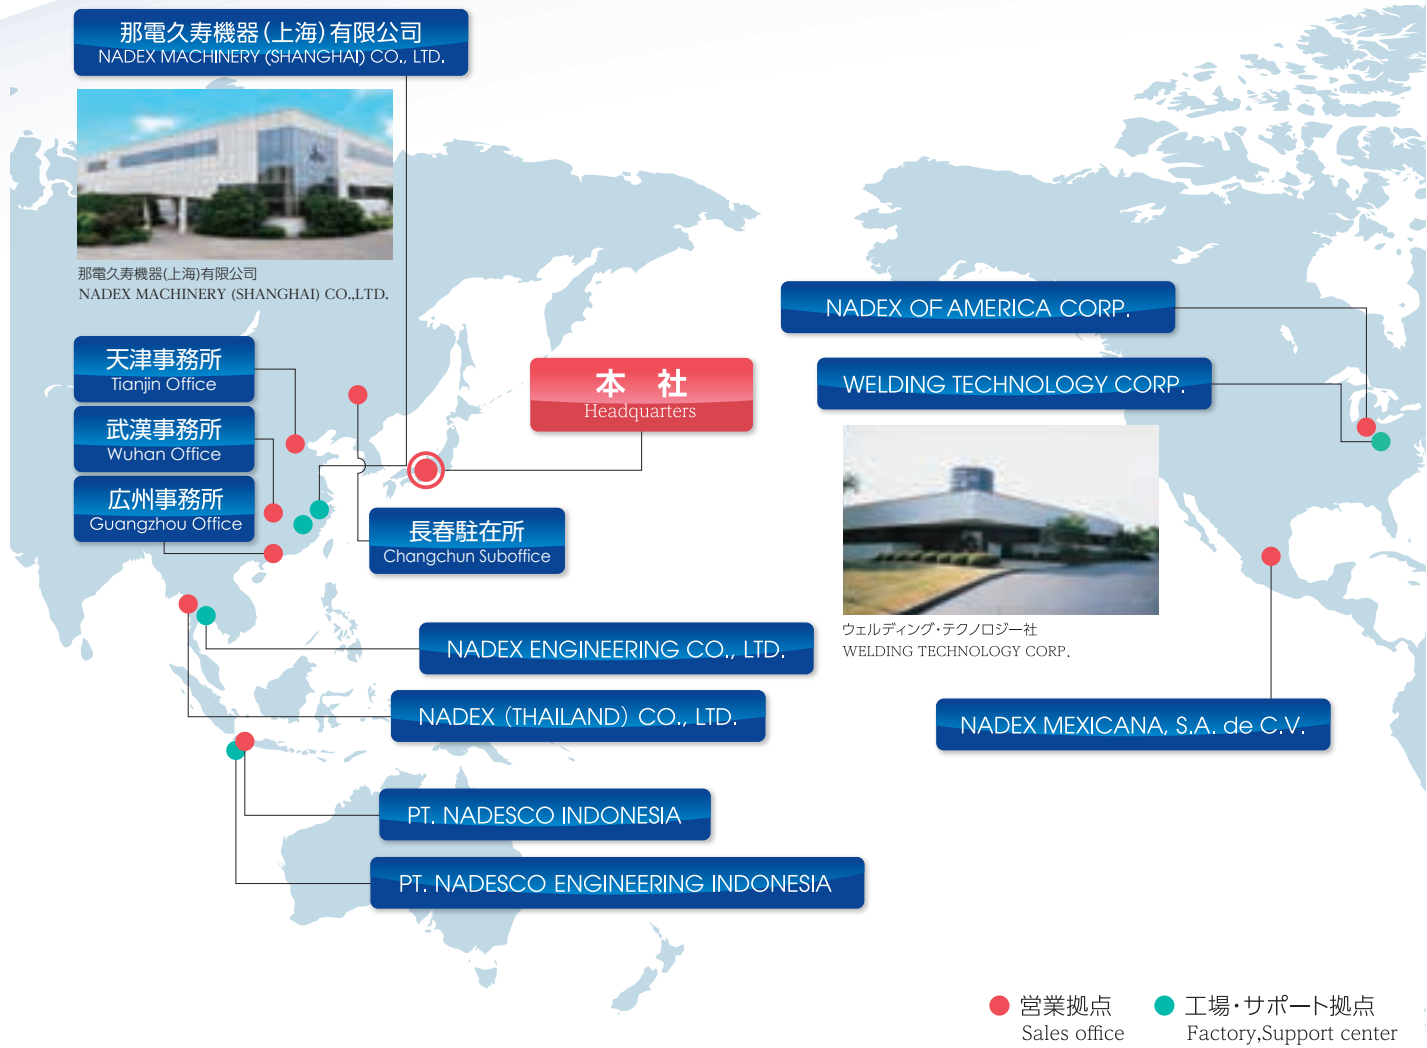 那電久寿機器(上海)有限公司
NADEX MACHINERY (SHANGHAI) CO., LTD.
那電久寿機器(上海)有限公司
NADEX MACHINERY (SHANGHAI) CO.,LTD.
天津事務所
Tianjin Office
武漢事務所
Wuhan Office
広州事務所
Guangzhou Office
本 社
Headquarters
長春駐在所
Changchun Suboffice
NADEX OF AMERICA CORP.
WELDING TECHNOLOGY CORP.
ウェルディング・テクノロジー社
WELDING TECHNOLOGY CORP.
NADEX ENGINEERING CO., LTD.
NADEX (THAILAND) CO., LTD.
NADEX MEXICANA, S.A. de C.V.
PT. NADESCO INDONESIA
PT. NADESCO ENGINEERING INDONESIA
営業拠点
Sales office
工場・サポート拠点
Factory,Support center